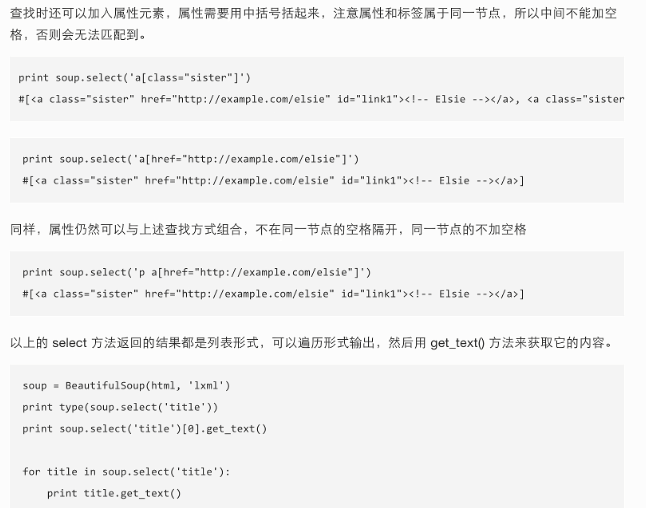 查找时还可以加入属性元素，属性需要用中括号括起来，注意属性和标签属于同一节点，所以中间不能加空
格，否则会无法匹配到。
print soup.select('a[class="sister"]')
#[<a class="sister" href="http://example.com/elsie" id="link1"><!-- Elsie --></a>, <a class="sister
print soup.select('a[href="http://example.com/elsie"]')
#[<a class="sister" href="http://example.com/elsie" id="link1"><!-- Elsie --></a>]
同样，属性仍然可以与上述查找方式组合，不在同一节点的空格隔开，同一节点的不加空格
print soup.select('p a[href="http://example.com/elsie"]')
#[<a class="sister" href="http://example.com/elsie" id="link1"><!-- Elsie --></a>]
以上的 select 方法返回的结果都是列表形式，可以遍历形式输出，然后用 get_text() 方法来获取它的内容。
soup = BeautifulSoup(html, 'lxml')
print type(soup.select('title'))
print soup.select('title')[0].get_text()
for title in soup.select('title'):
    print title.get_text()